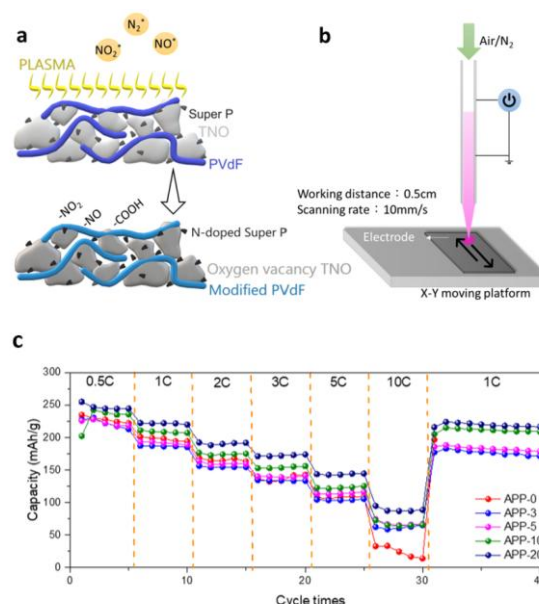 a
N₂⁺
NO₂⁺
NO⁺
PLASMA
Super P
TNO
PVdF
-NO₂
-NO
-COOH
N-doped Super P
Oxygen vacancy TNO
Modified PVdF
b
Air/N₂
Working distance：0.5cm
Scanning rate：10mm/s
Electrode
X-Y moving platform
c
300
250
200
150
100
50
0
Capacity (mAh/g)
0.5C
1C
2C
3C
5C
10C
1C
APP-0
APP-3
APP-5
APP-10
APP-20
0
10
20
30
Cycle times